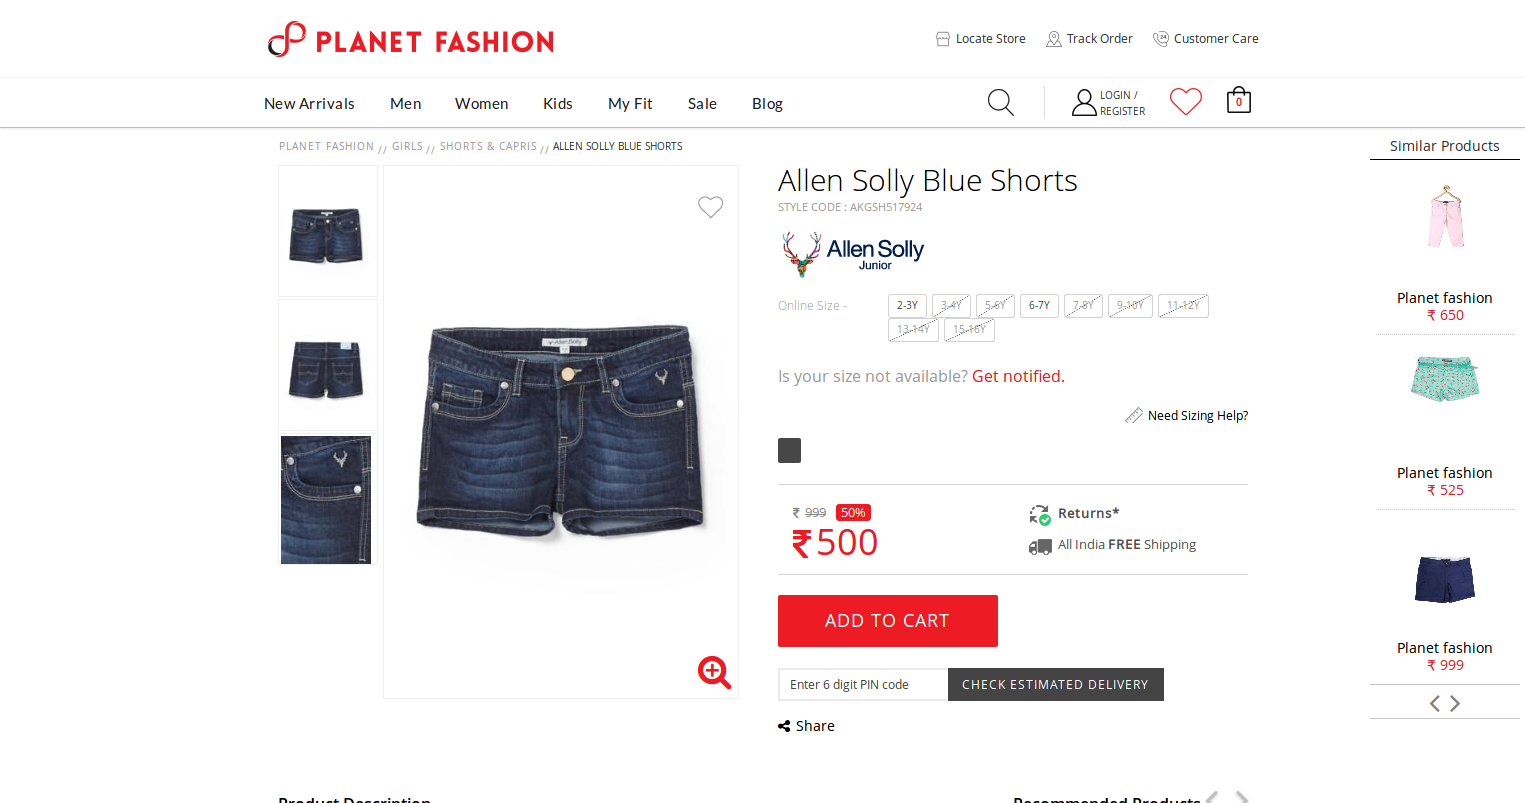 PLANET FASHION
Locate Store
Track Order
Customer Care
New Arrivals
Men
Women
Kids
My Fit
Sale
Blog
LOGIN /
REGISTER
0
PLANET FASHION // GIRLS // SHORTS & CAPRIS // ALLEN SOLLY BLUE SHORTS
Allen Solly Blue Shorts
STYLE CODE : AKGSH517924
Allen Solly
Junior
Online Size -
2-3Y
3-4Y
5-6Y
6-7Y
7-8Y
9-10Y
11-12Y
13-14Y
15-16Y
Is your size not available? Get notified.
Need Sizing Help?
₹ 999 50%
₹500
Returns*
All India FREE Shipping
ADD TO CART
Enter 6 digit PIN code
CHECK ESTIMATED DELIVERY
Share
Allen Solly
Similar Products
Planet fashion
₹ 650
Planet fashion
₹ 525
Planet fashion
₹ 999
Product Description
Recommended Products